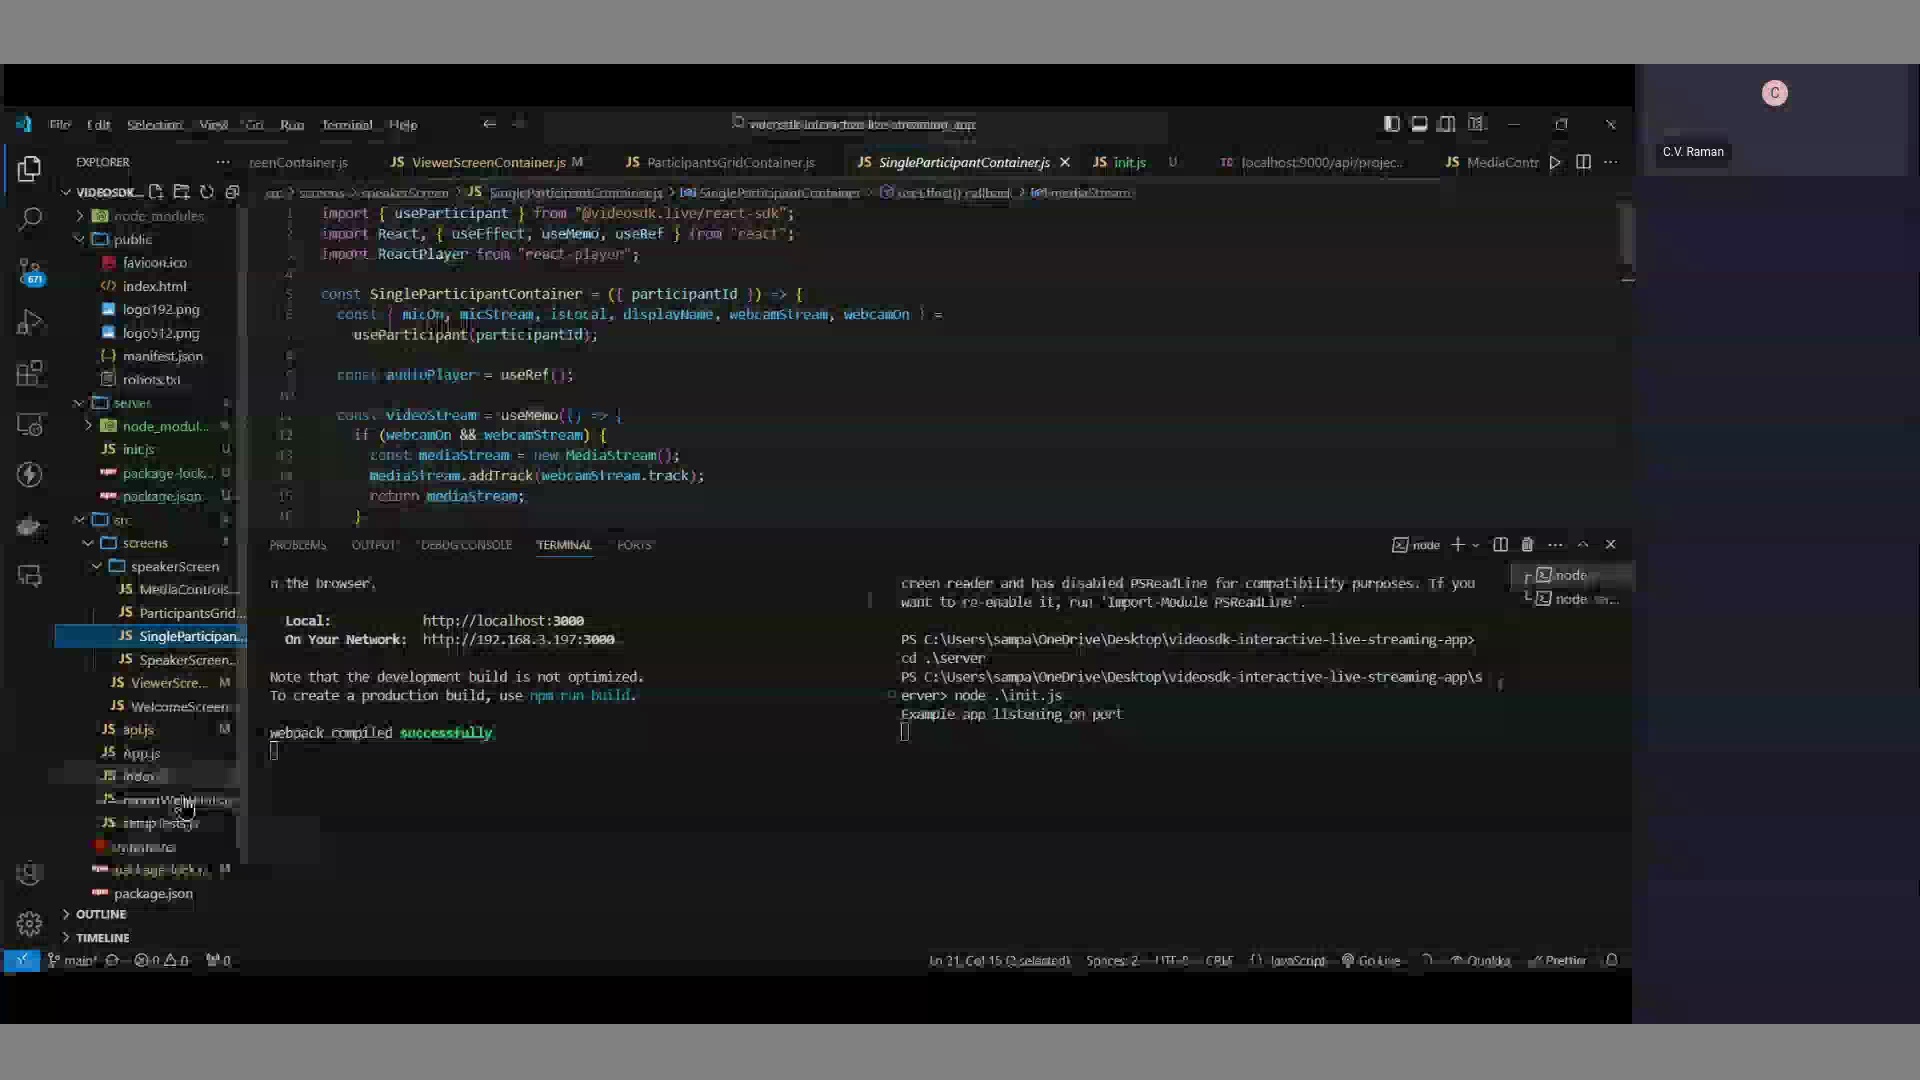 C
C.V. Raman
File Edit Selection View Go Run Terminal Help
videosdk-interactive-live-streaming-app
EXPLORER
reenContainer.js
ViewerScreenContainer.js M
ParticipantsGridContainer.js
SingleParticipantContainer.js
init.js U
localhost:9000/api/projec...
MediaContr
VIDEOSDK...
src > screens > speakerScreen > SingleParticipantContainer.js > SingleParticipantContainer > useEffect() callback > mediaStream
node_modules
public
favicon.ico
index.html
logo192.png
logo512.png
manifest.json
robots.txt
server
node_modul...
init.js U
package-lock... U
package.json U
src
screens
speakerScreen
MediaControls...
ParticipantsGrid...
SingleParticipan...
SpeakerScreen...
ViewerScre... M
WelcomeScreen
api.js M
App.js
index
setupTests.js
package-lock... M
package.json
OUTLINE
TIMELINE
671
1 import { useParticipant } from "@videosdk.live/react-sdk";
2 import React, { useEffect, useMemo, useRef } from "react";
3 import ReactPlayer from "react-player";
4
5 const SingleParticipantContainer = ({ participantId }) => {
6 const { micOn, micStream, isLocal, displayName, webcamStream, webcamOn } =
7 useParticipant(participantId);
8
9 const audioPlayer = useRef();
10
11 const videoStream = useMemo(() => {
12 if (webcamOn && webcamStream) {
13 const mediaStream = new MediaStream();
14 mediaStream.addTrack(webcamStream.track);
15 return mediaStream;
16 }
PROBLEMS OUTPUT DEBUG CONSOLE TERMINAL PORTS
node
n the browser.
Local: http://localhost:3000
On Your Network: http://192.168.3.197:3000
Note that the development build is not optimized.
To create a production build, use npm run build.
webpack compiled successfully
creen reader and has disabled PSReadLine for compatibility purposes. If you
want to re-enable it, run 'Import-Module PSReadLine'.
PS C:\Users\sampa\OneDrive\Desktop\videosdk-interactive-live-streaming-app>
cd .\server
PS C:\Users\sampa\OneDrive\Desktop\videosdk-interactive-live-streaming-app\s
erver> node .\init.js
Example app listening on port
node
node
main* 0 0 0
Ln 21, Col 15 (2 selected) Spaces: 2 UTF-8 CRLF {} JavaScript Go Live Quokka Prettier